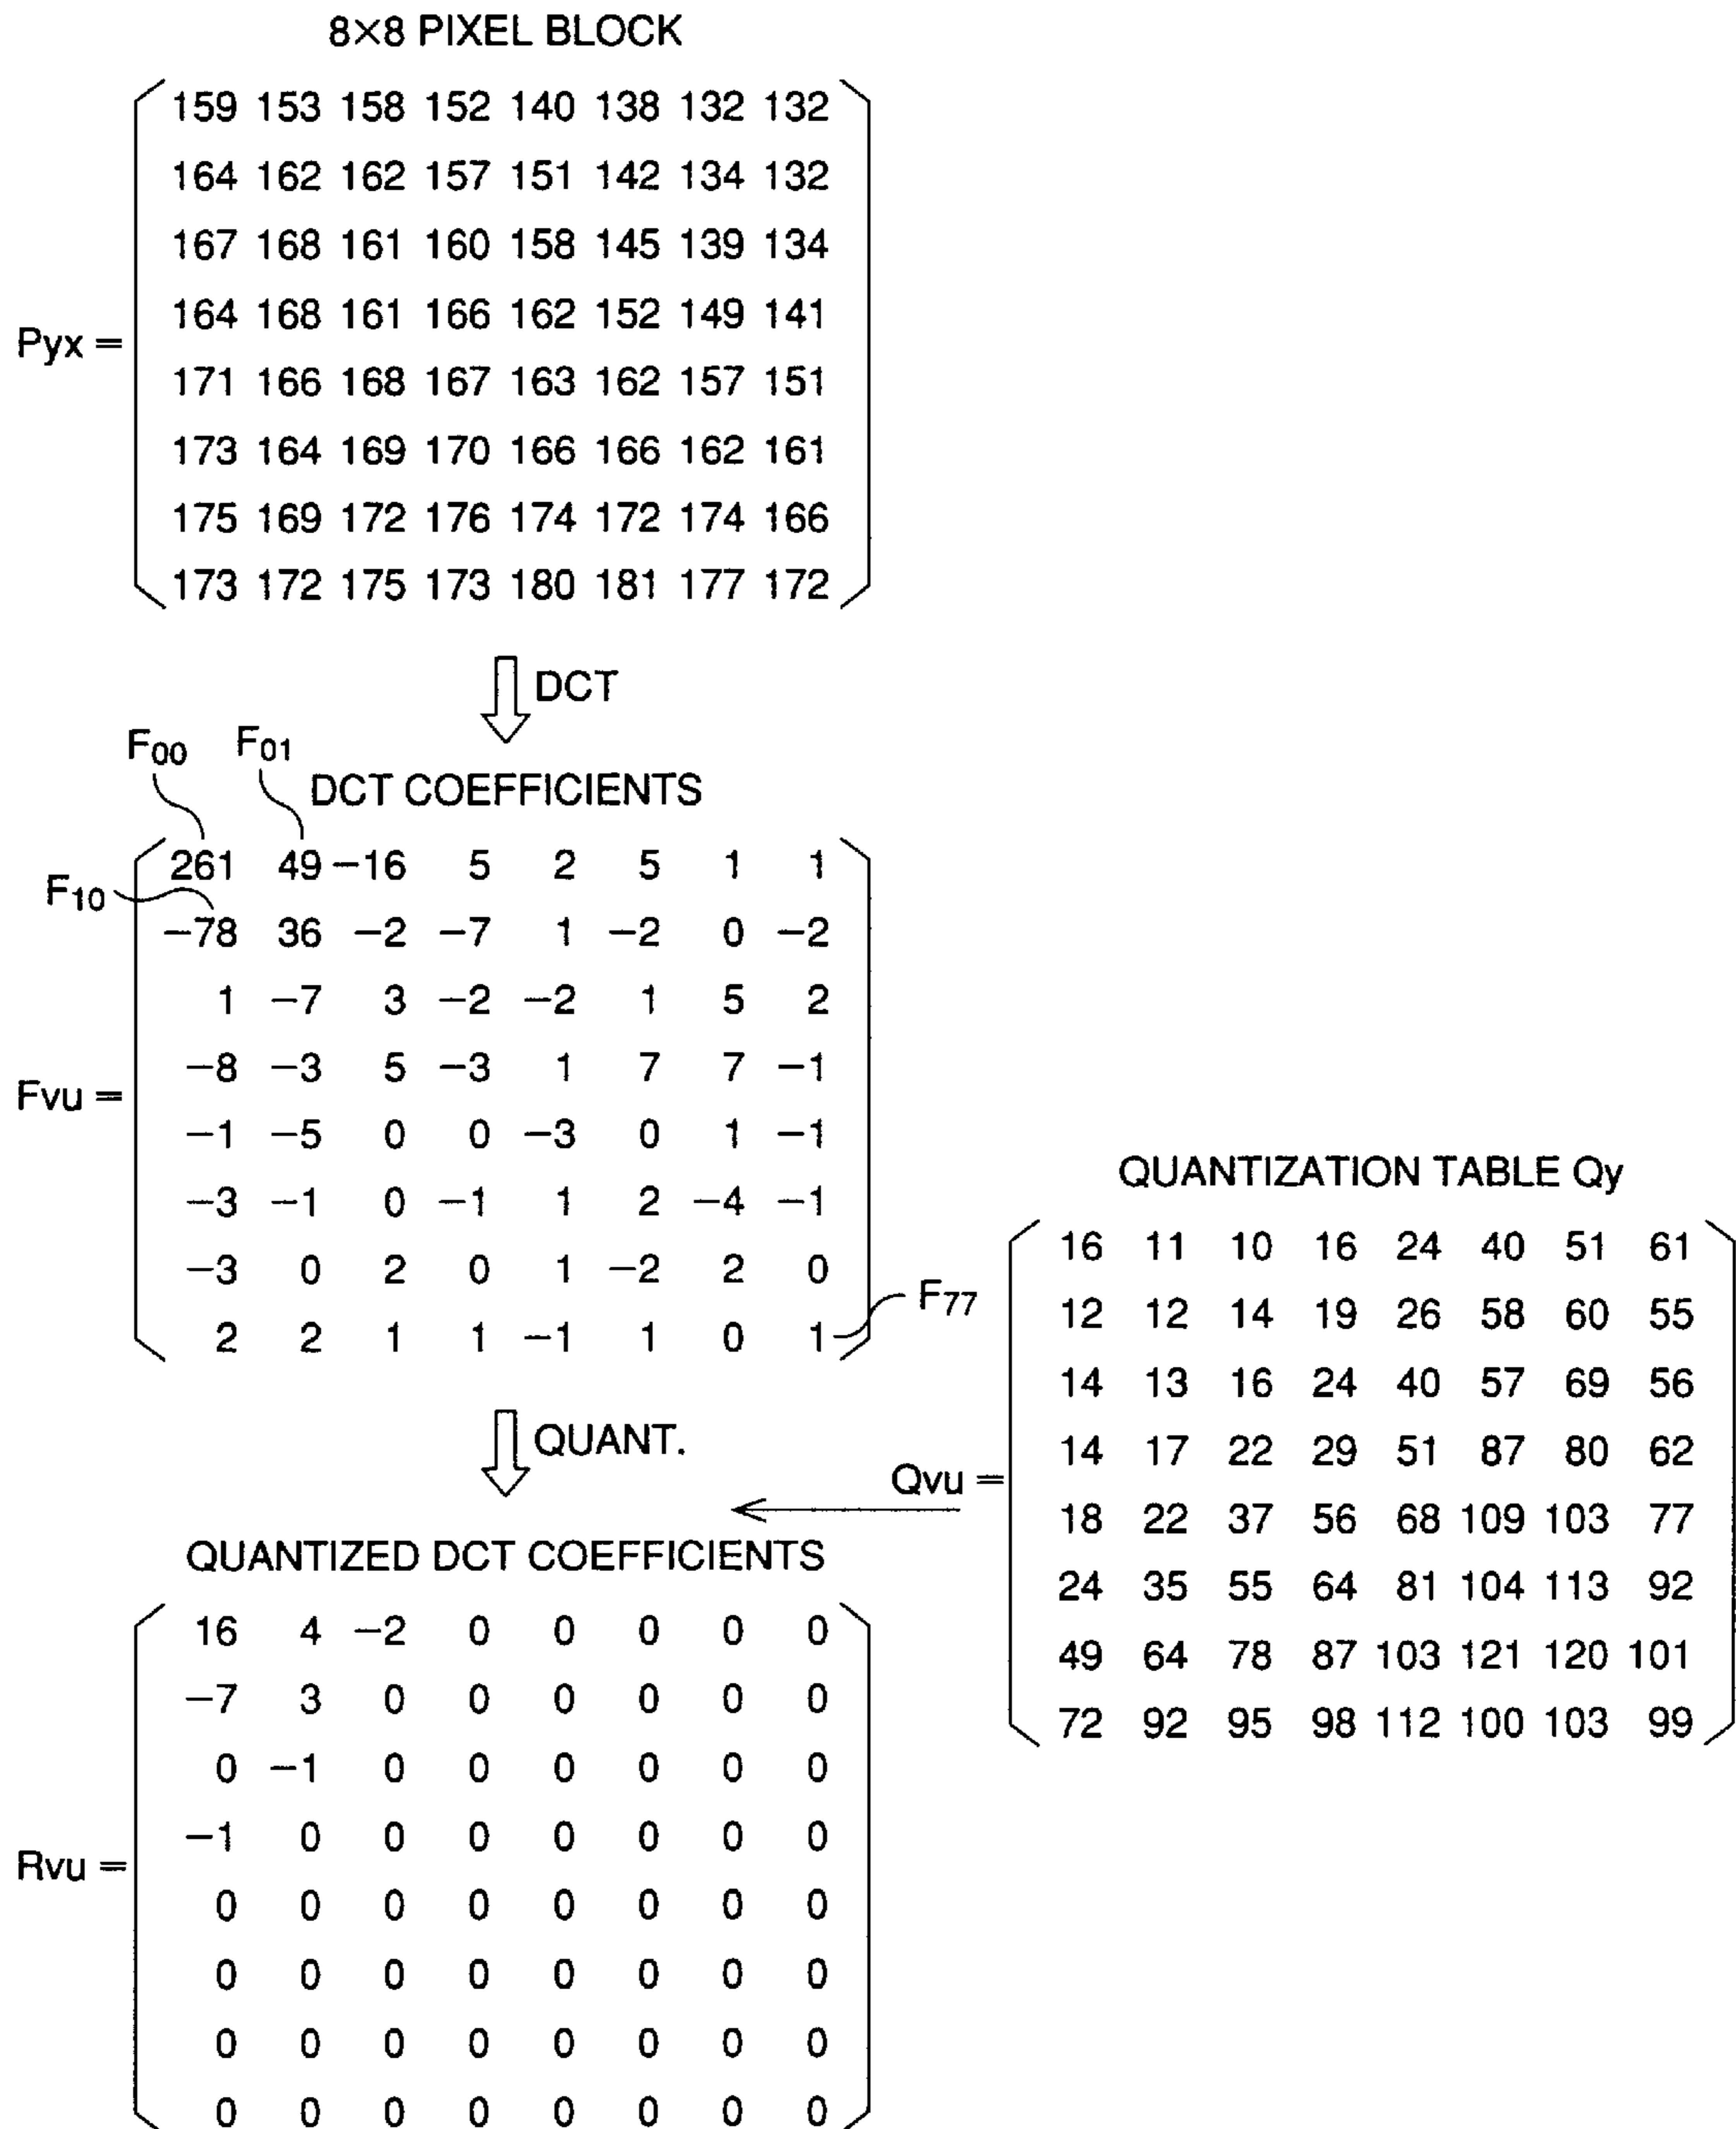 8×8 PIXEL BLOCK
159 153 158 152 140 138 132 132
164 162 162 157 151 142 134 132
167 168 161 160 158 145 139 134
164 168 161 166 162 152 149 141
Pyx =
171 166 168 167 163 162 157 151
173 164 169 170 166 166 162 161
175 169 172 176 174 172 174 166
173 172 175 173 180 181 177 172
DCT
F00 F01
DCT COEFFICIENTS
261 49 −16 5 2 5 1 1
F10
−78 36 −2 −7 1 −2 0 −2
1 −7 3 −2 −2 1 5 2
−8 −3 5 −3 1 7 7 −1
Fvu =
−1 −5 0 0 −3 0 1 −1
−3 −1 0 −1 1 2 −4 −1
−3 0 2 0 1 −2 2 0
F77
2 2 1 1 −1 1 0 1
QUANT.
QUANTIZATION TABLE Qy
16 11 10 16 24 40 51 61
12 12 14 19 26 58 60 55
14 13 16 24 40 57 69 56
14 17 22 29 51 87 80 62
Qvu =
18 22 37 56 68 109 103 77
24 35 55 64 81 104 113 92
49 64 78 87 103 121 120 101
72 92 95 98 112 100 103 99
QUANTIZED DCT COEFFICIENTS
16 4 −2 0 0 0 0 0
−7 3 0 0 0 0 0 0
0 −1 0 0 0 0 0 0
−1 0 0 0 0 0 0 0
Rvu =
0 0 0 0 0 0 0 0
0 0 0 0 0 0 0 0
0 0 0 0 0 0 0 0
0 0 0 0 0 0 0 0